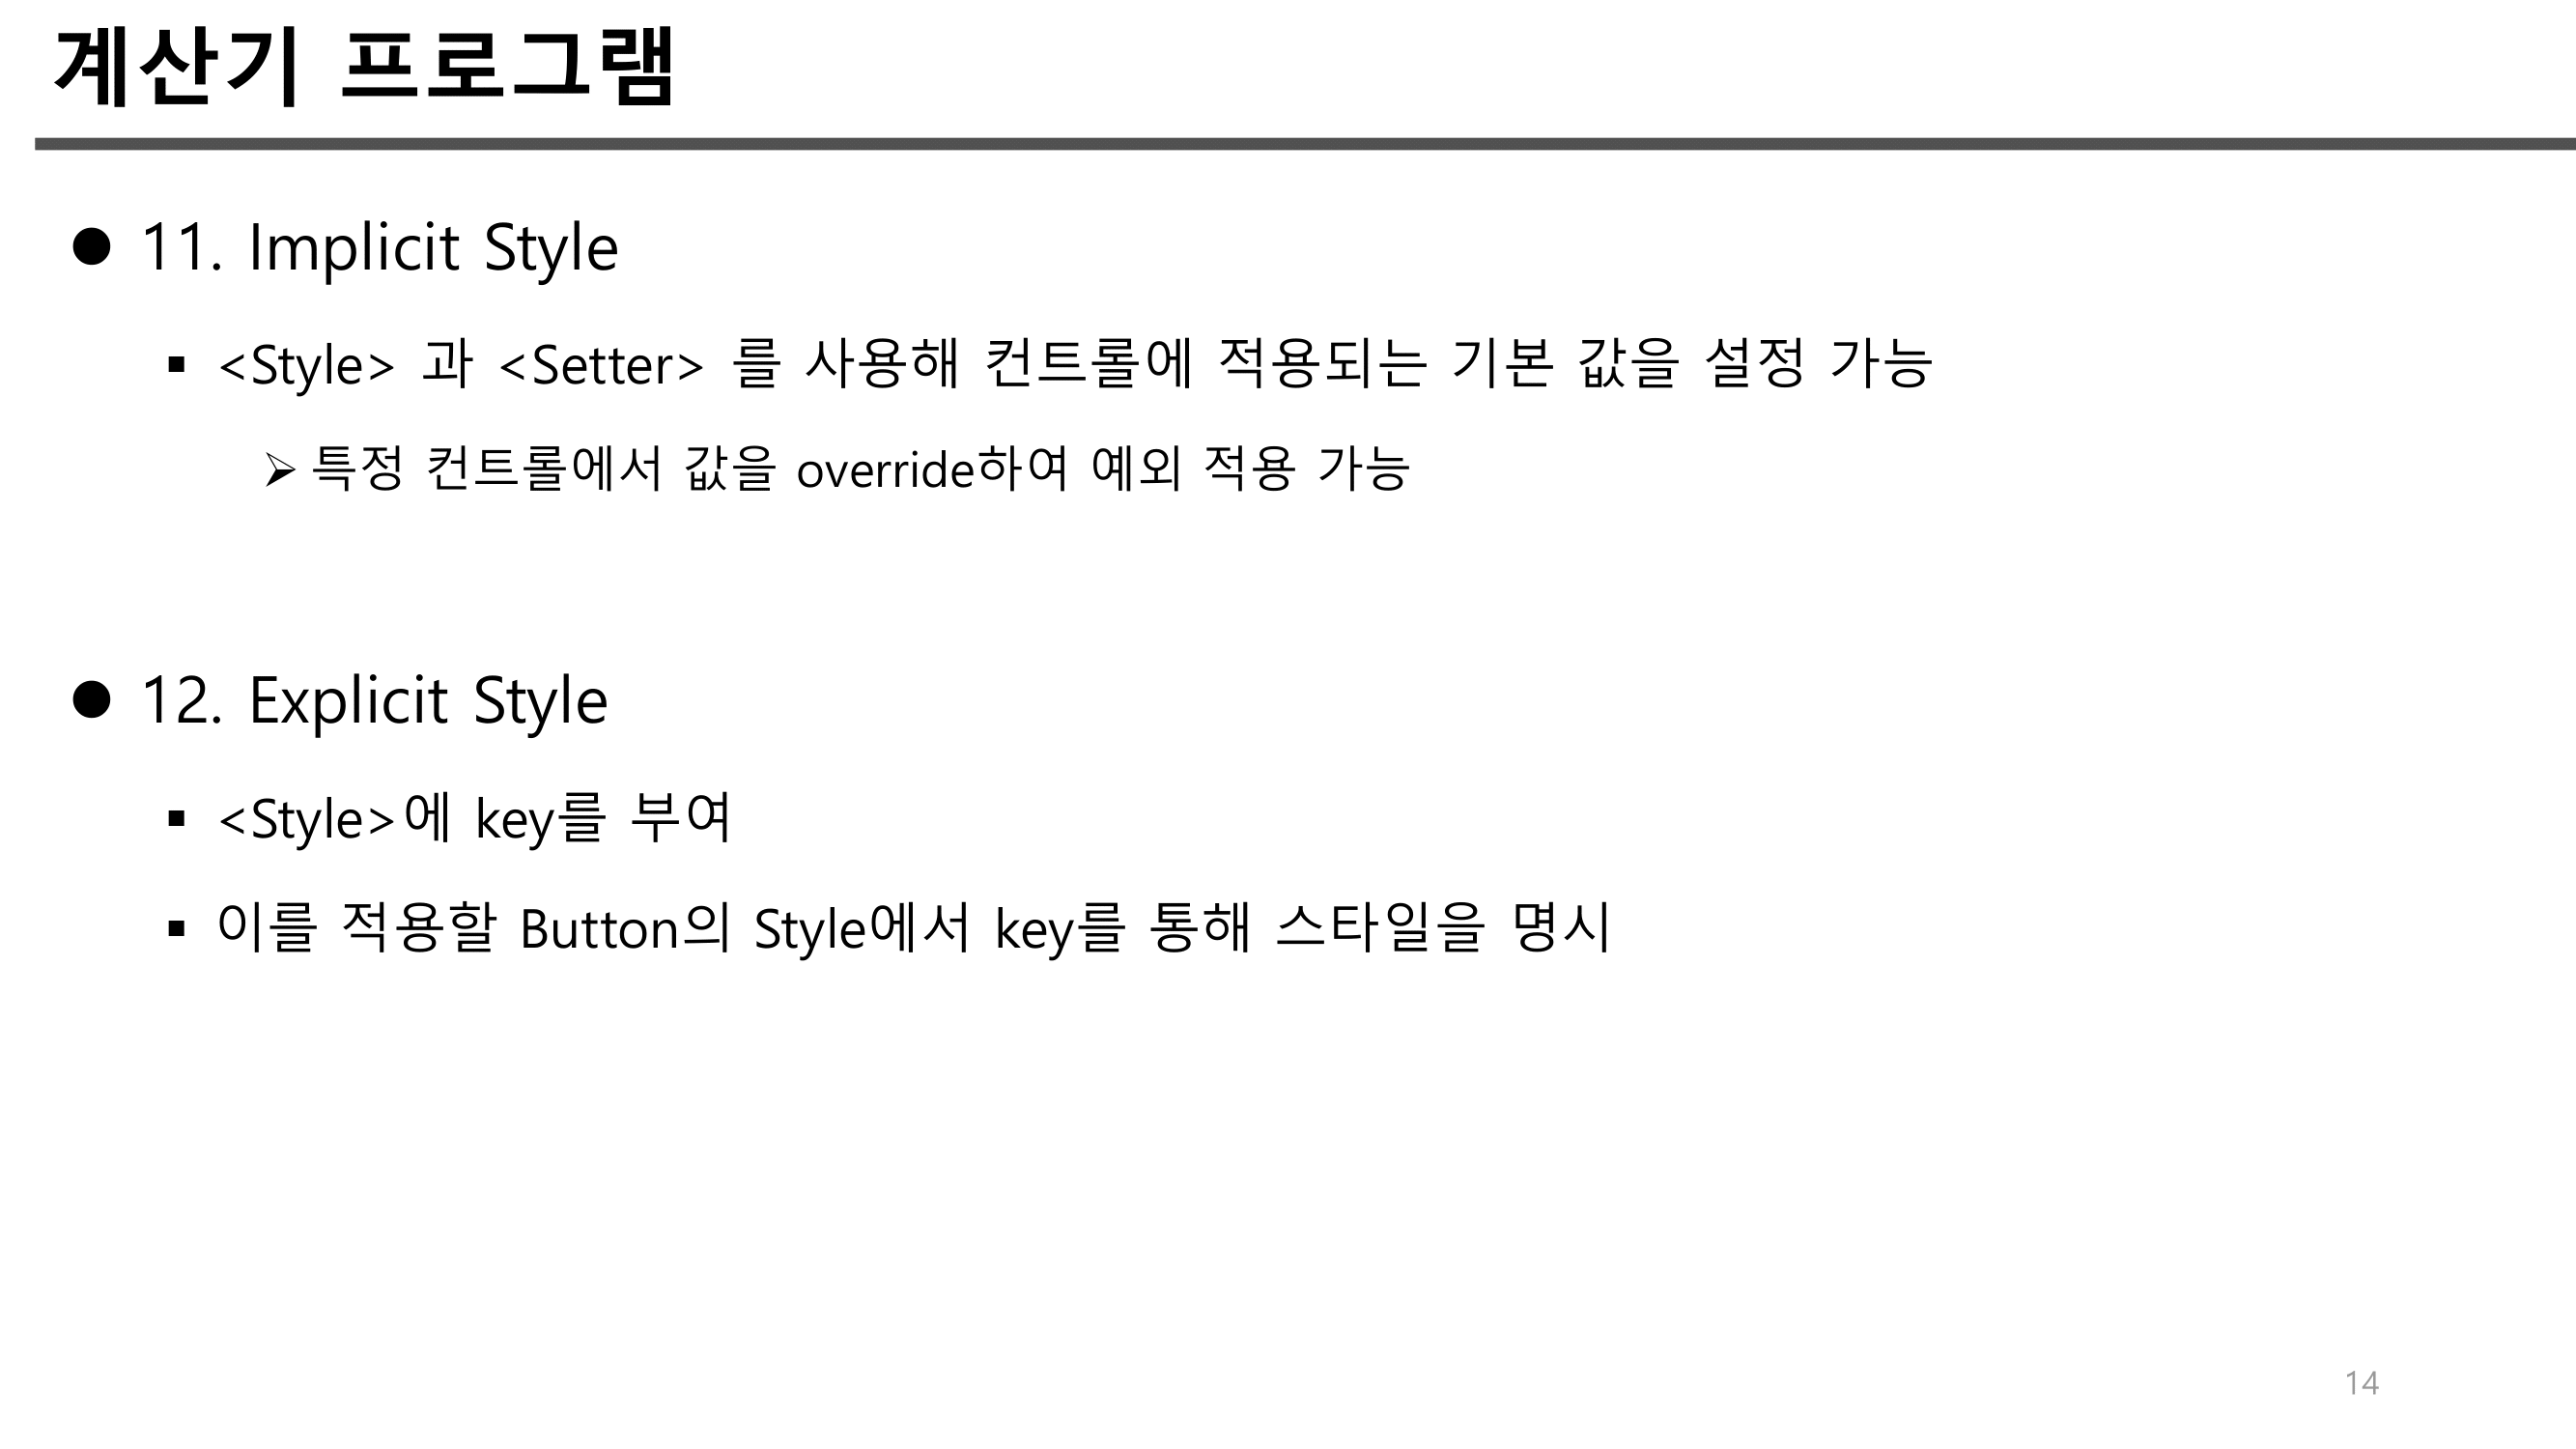 계산기 프로그램
● 11. Implicit Style
▪ <Style> 과 <Setter> 를 사용해 컨트롤에 적용되는 기본 값을 설정 가능
➢ 특정 컨트롤에서 값을 override하여 예외 적용 가능
● 12. Explicit Style
▪ <Style>에 key를 부여
▪ 이를 적용할 Button의 Style에서 key를 통해 스타일을 명시
14